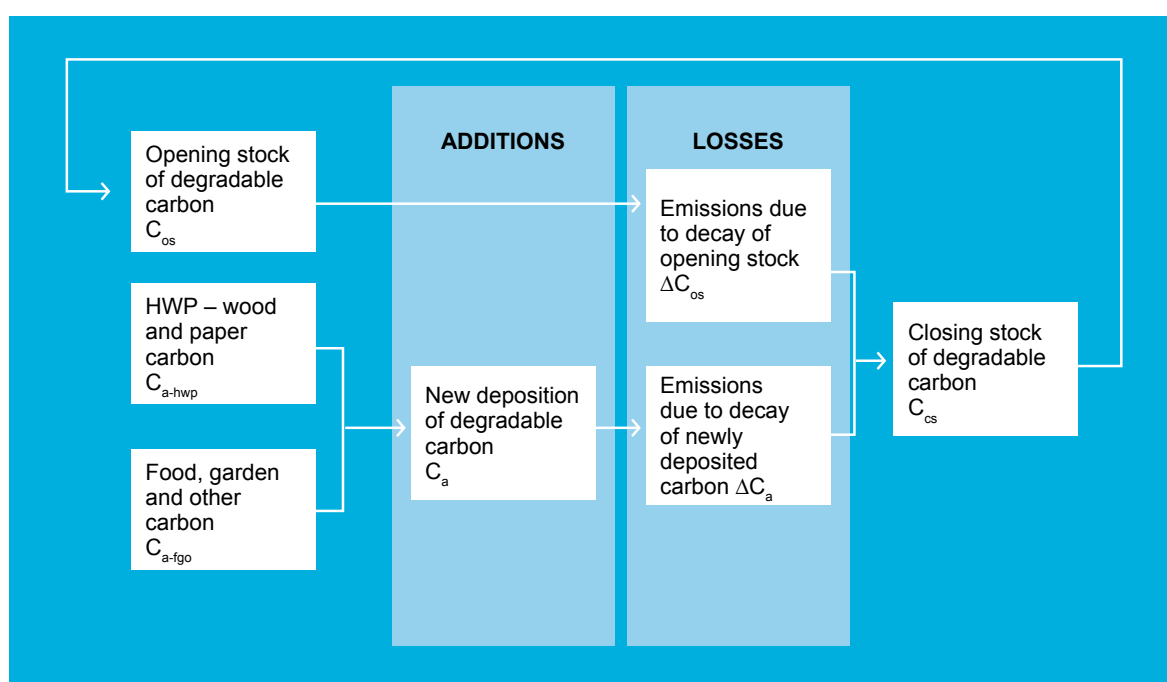 ADDITIONS
LOSSES
Opening stock
of degradable
carbon
Cos
HWP – wood
and paper
carbon
Ca-hwp
Food, garden
and other
carbon
Ca-fgo
New deposition
of degradable
carbon
Ca
Emissions due
to decay of
opening stock
∆Cos
Emissions
due to decay
of newly
deposited
carbon ∆Ca
Closing stock
of degradable
carbon
Ccs